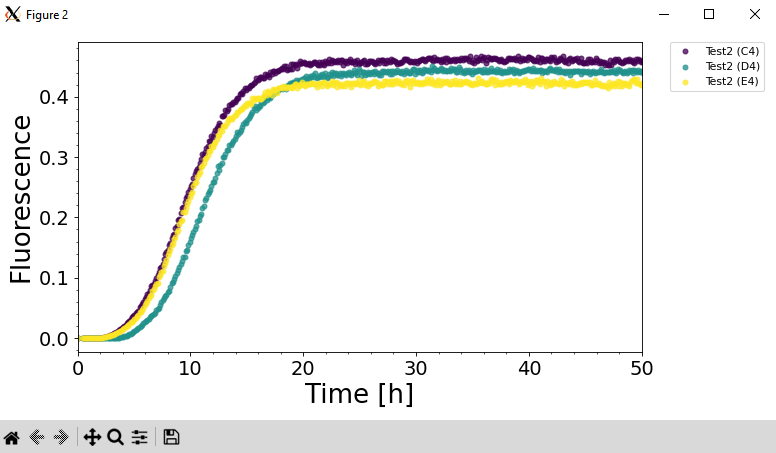 Figure 2
Test2 (C4)
Test2 (D4)
Test2 (E4)
Fluorescence
0.4
0.3
0.2
0.1
0.0
0 10 20 30 40 50
Time [h]